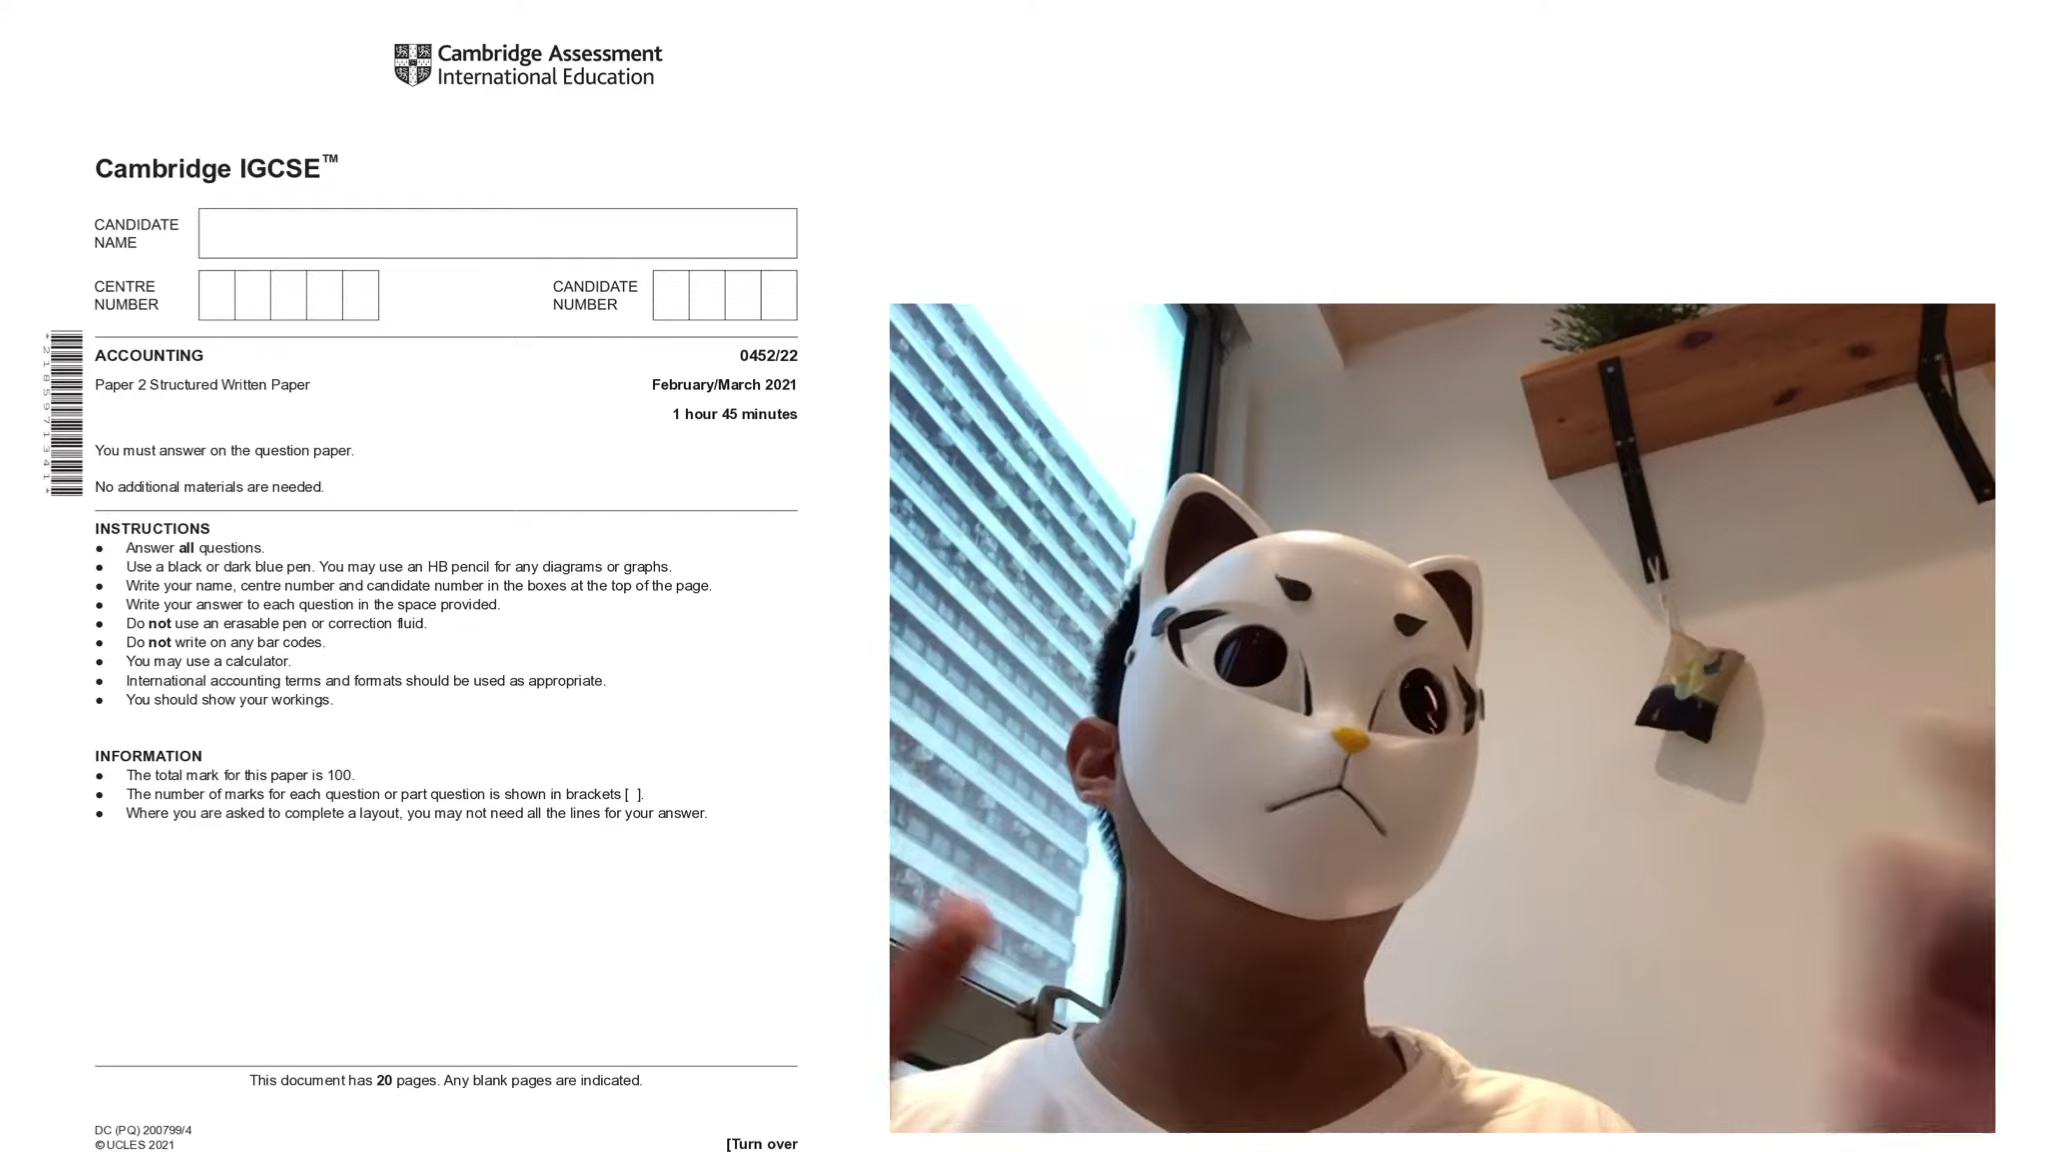 Cambridge Assessment
International Education
Cambridge IGCSE™
CANDIDATE
NAME
CENTRE
NUMBER
CANDIDATE
NUMBER
*2185971341*
ACCOUNTING 0452/22
Paper 2 Structured Written Paper February/March 2021
1 hour 45 minutes
You must answer on the question paper.
No additional materials are needed.
INSTRUCTIONS
● Answer all questions.
● Use a black or dark blue pen. You may use an HB pencil for any diagrams or graphs.
● Write your name, centre number and candidate number in the boxes at the top of the page.
● Write your answer to each question in the space provided.
● Do not use an erasable pen or correction fluid.
● Do not write on any bar codes.
● You may use a calculator.
● International accounting terms and formats should be used as appropriate.
● You should show your workings.
INFORMATION
● The total mark for this paper is 100.
● The number of marks for each question or part question is shown in brackets [ ].
● Where you are asked to complete a layout, you may not need all the lines for your answer.
This document has 20 pages. Any blank pages are indicated.
DC (PQ) 200799/4
© UCLES 2021
[Turn over